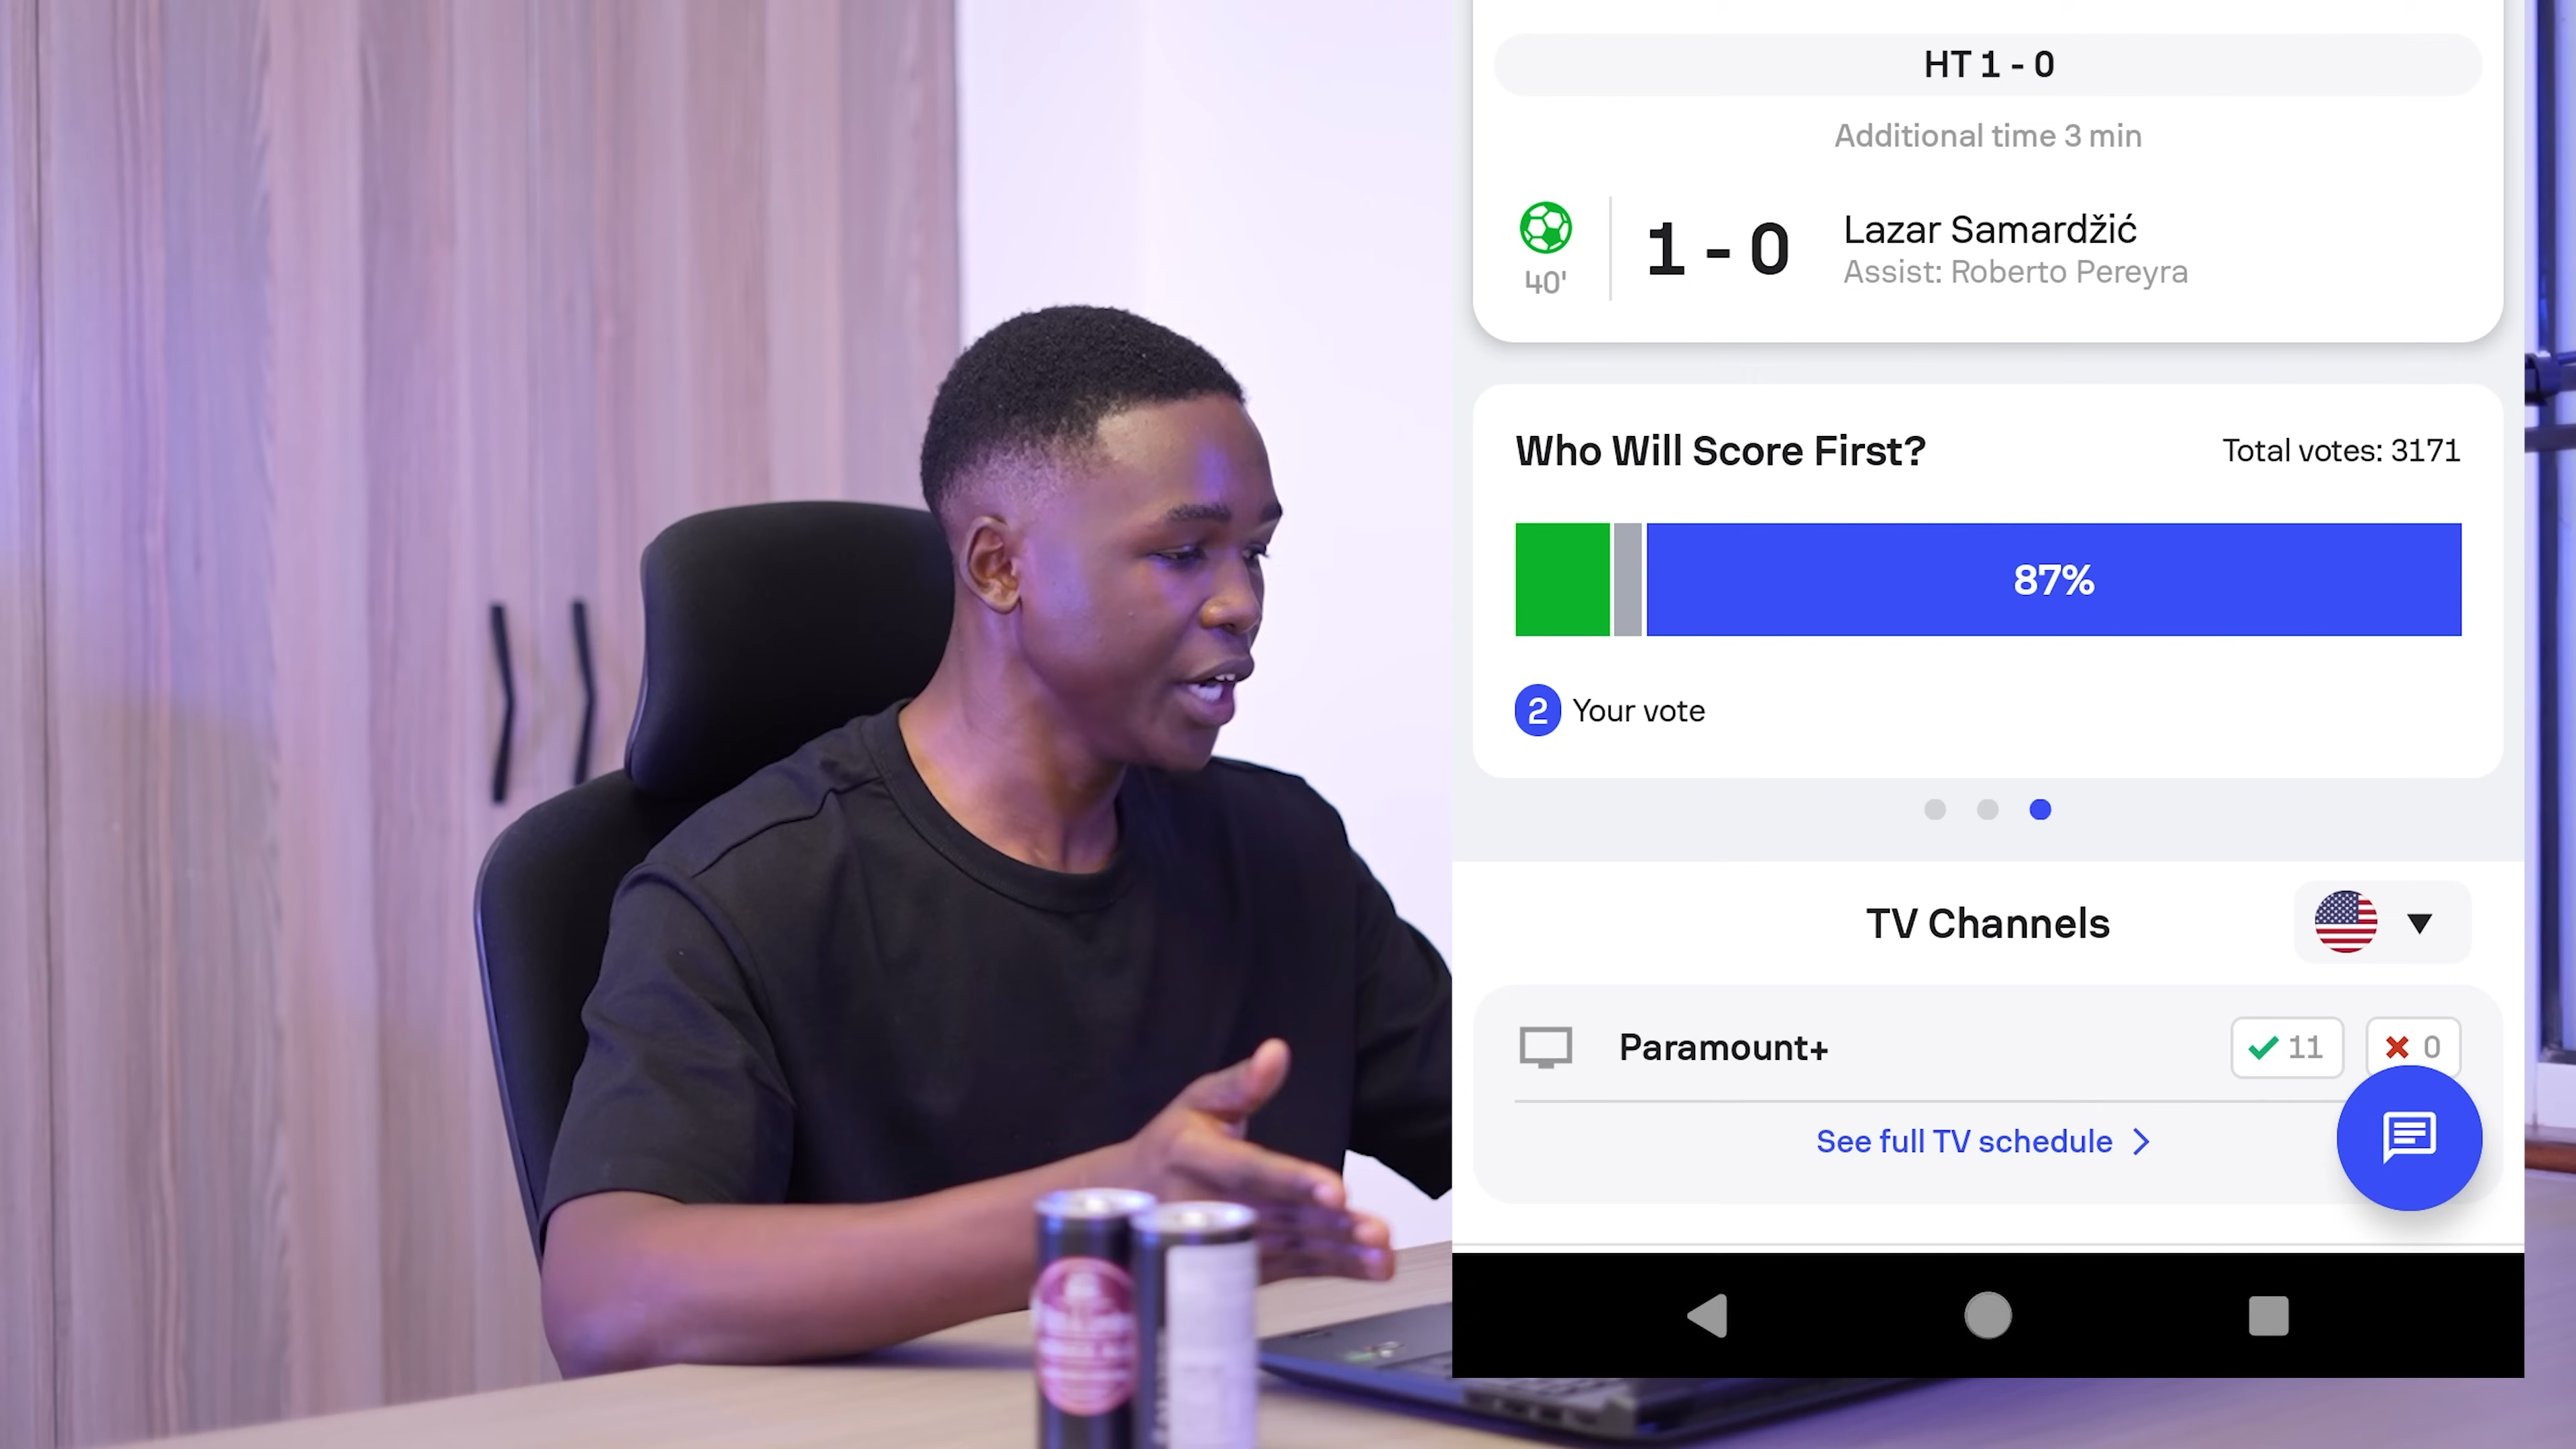 HT 1 - 0
Additional time 3 min
40'
1 - 0
Lazar Samardžić
Assist: Roberto Pereyra
Who Will Score First?
Total votes: 3171
87%
2 Your vote
TV Channels
Paramount+
11
0
See full TV schedule